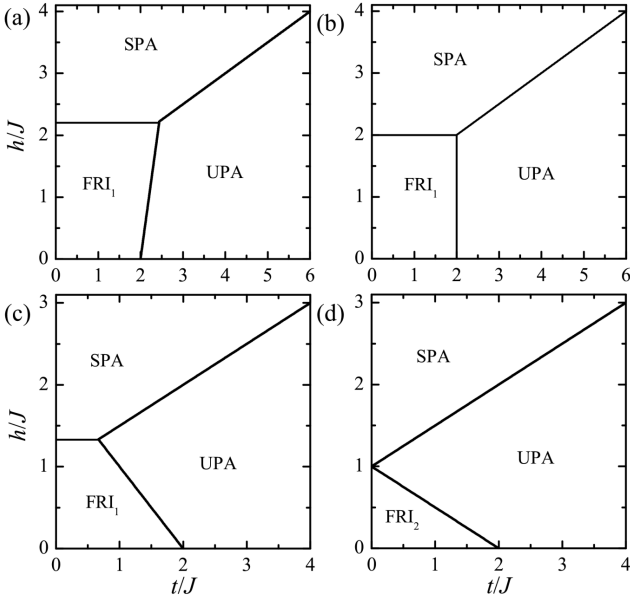 (a)
4
3
2
1
0
h/J
SPA
FRI₁
UPA
0 1 2 3 4 5 6
(b)
4
3
2
1
0
SPA
FRI₁
UPA
0 1 2 3 4 5 6
(c)
3
2
1
0
h/J
SPA
FRI₁
UPA
0 1 2 3 4
t/J
(d)
3
2
1
0
SPA
FRI₂
UPA
0 1 2 3 4
t/J